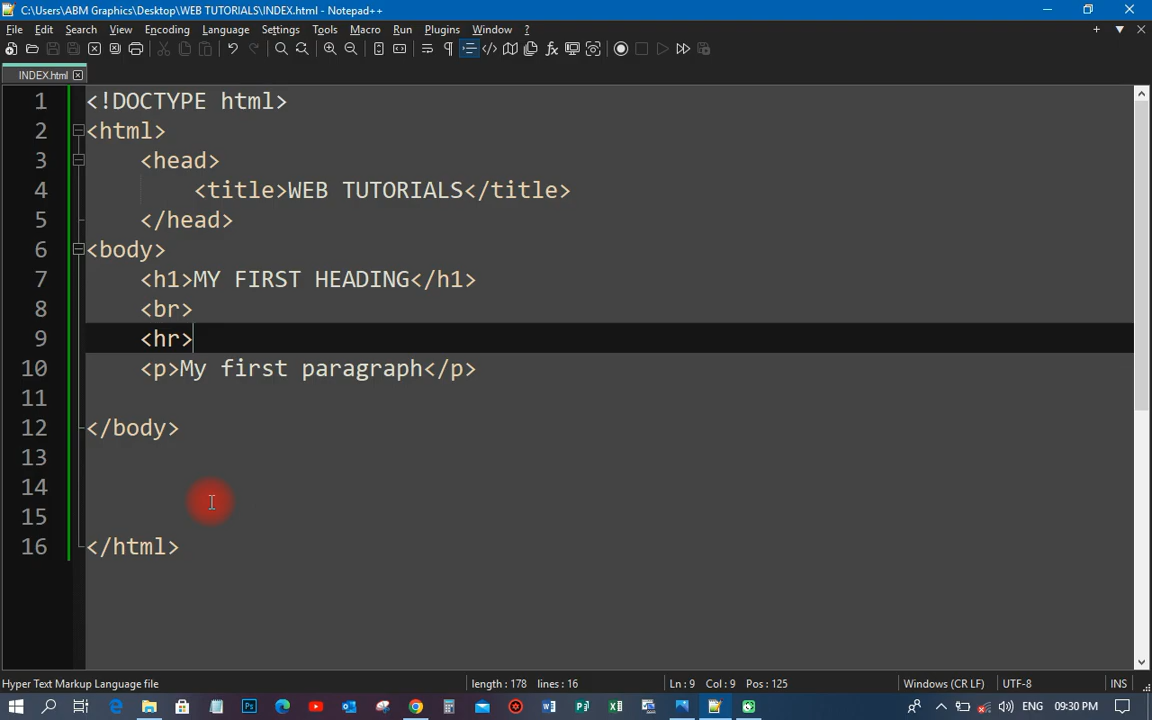 C:\Users\ABM Graphics\Desktop\WEB TUTORIALS\INDEX.html - Notepad++
File Edit Search View Encoding Language Settings Tools Macro Run Plugins Window ?
INDEX.html
1 <!DOCTYPE html>
2 <html>
3 <head>
4 <title>WEB TUTORIALS</title>
5 </head>
6 <body>
7 <h1>MY FIRST HEADING</h1>
8 <br>
9 <hr>
10 <p>My first paragraph</p>
11
12 </body>
13
14
15
16 </html>
Hyper Text Markup Language file length : 178 lines : 16 Ln : 9 Col : 9 Pos : 125 Windows (CR LF) UTF-8 INS
ENG 09:30 PM